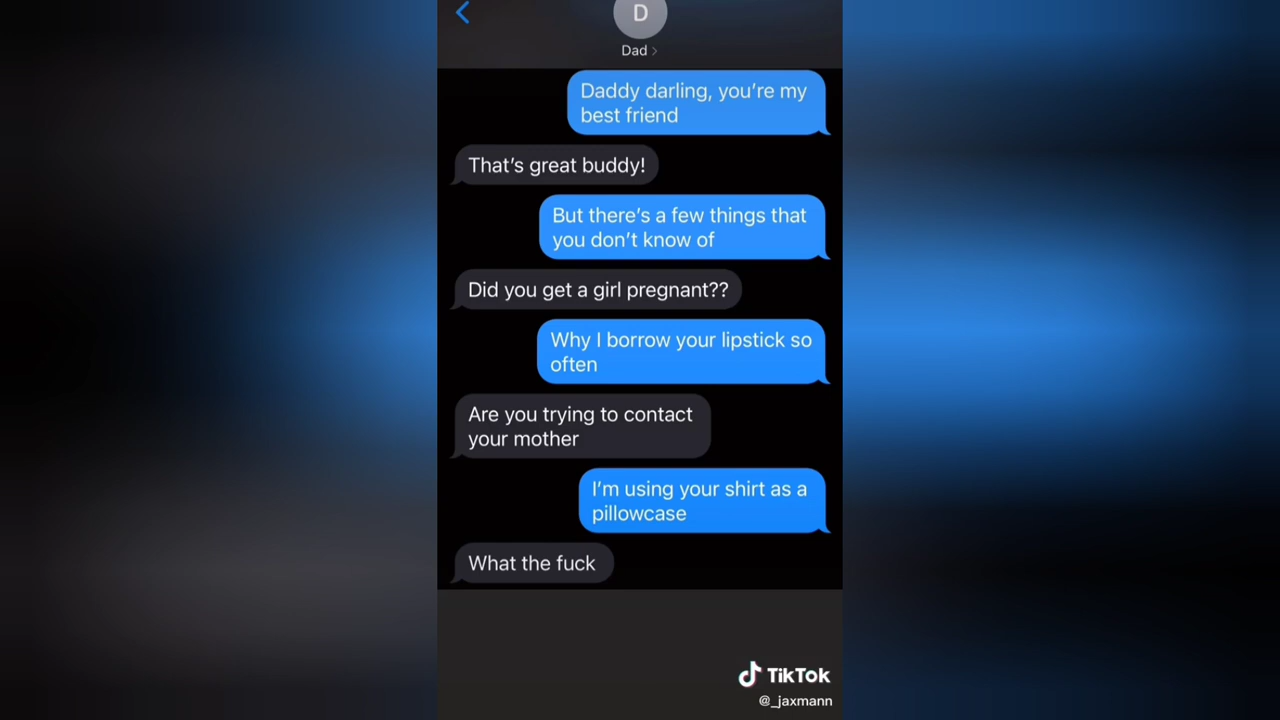 D
Dad >
Daddy darling, you’re my
best friend
That’s great buddy!
But there’s a few things that
you don’t know of
Did you get a girl pregnant??
Why I borrow your lipstick so
often
Are you trying to contact
your mother
I’m using your shirt as a
pillowcase
What the fuck
TikTok
@_jaxmann